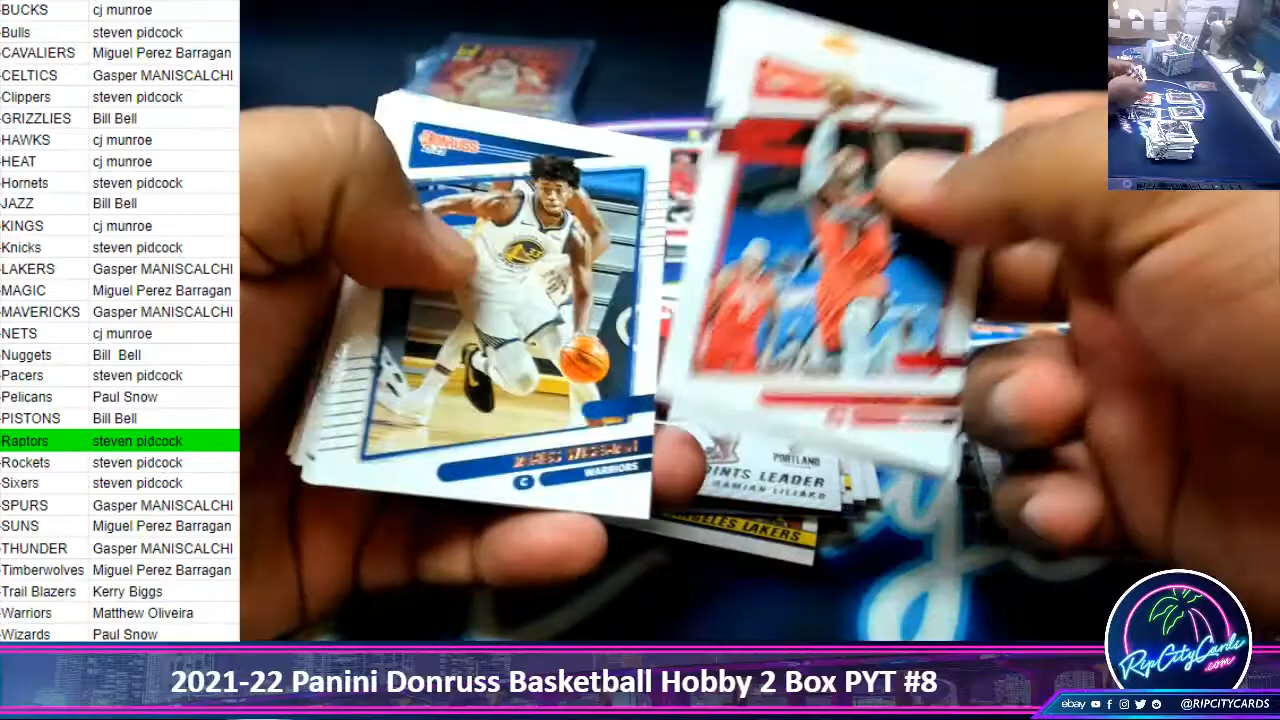 -BUCKS cj munroe
-Bulls steven pidcock
-CAVALIERS Miguel Perez Barragan
-CELTICS Gasper MANISCALCHI
-Clippers steven pidcock
-GRIZZLIES Bill Bell
-HAWKS cj munroe
-HEAT cj munroe
-Hornets steven pidcock
-JAZZ Bill Bell
-KINGS cj munroe
-Knicks steven pidcock
-LAKERS Gasper MANISCALCHI
-MAGIC Miguel Perez Barragan
-MAVERICKS Gasper MANISCALCHI
-NETS cj munroe
-Nuggets Bill Bell
-Pacers steven pidcock
-Pelicans Paul Snow
-PISTONS Bill Bell
-Raptors steven pidcock
-Rockets steven pidcock
-Sixers steven pidcock
-SPURS Gasper MANISCALCHI
-SUNS Miguel Perez Barragan
-THUNDER Gasper MANISCALCHI
-Timberwolves Miguel Perez Barragan
-Trail Blazers Kerry Biggs
-Warriors Matthew Oliveira
-Wizards Paul Snow
DONRUSS
33
JAMES WISEMAN
C WARRIORS
PORTLAND
POINTS LEADER
DAMIAN LILLARD
ANGELES LAKERS
RipCityCards
.com
2021-22 Panini Donruss Basketball Hobby 2 Box PYT #8
ebay @RIPCITYCARDS